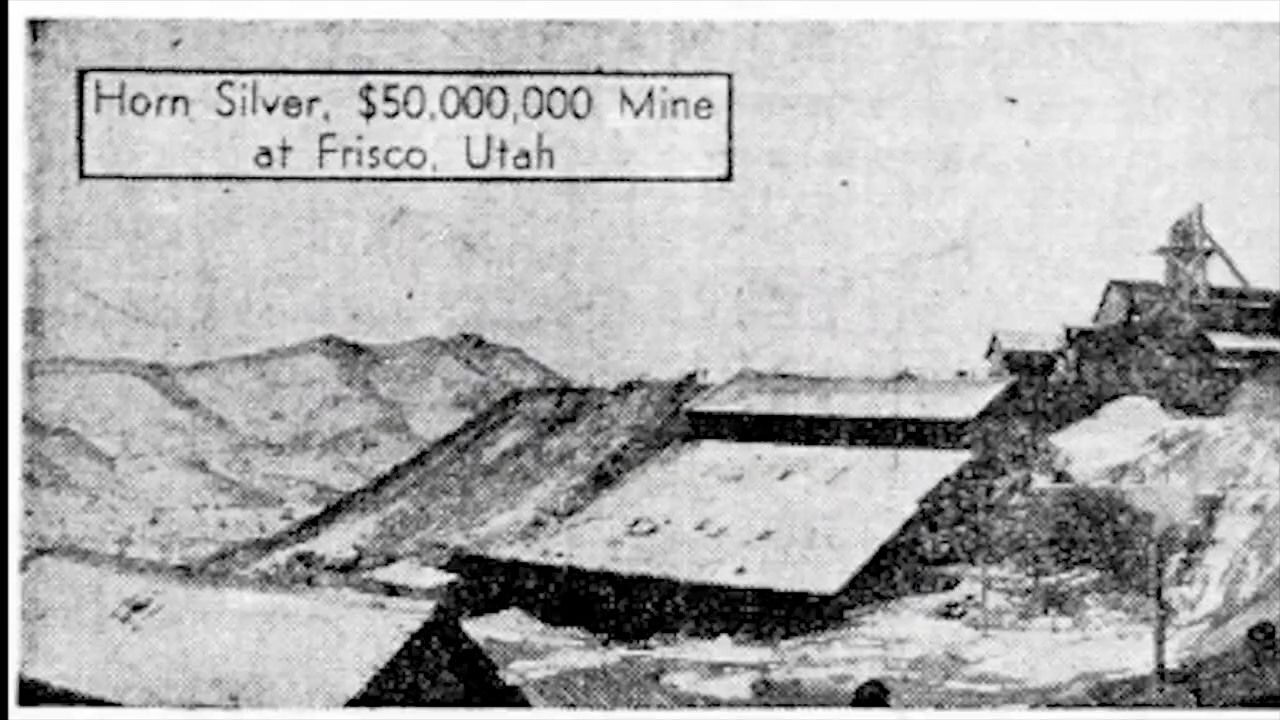 Horn Silver, $50,000,000 Mine
at Frisco, Utah